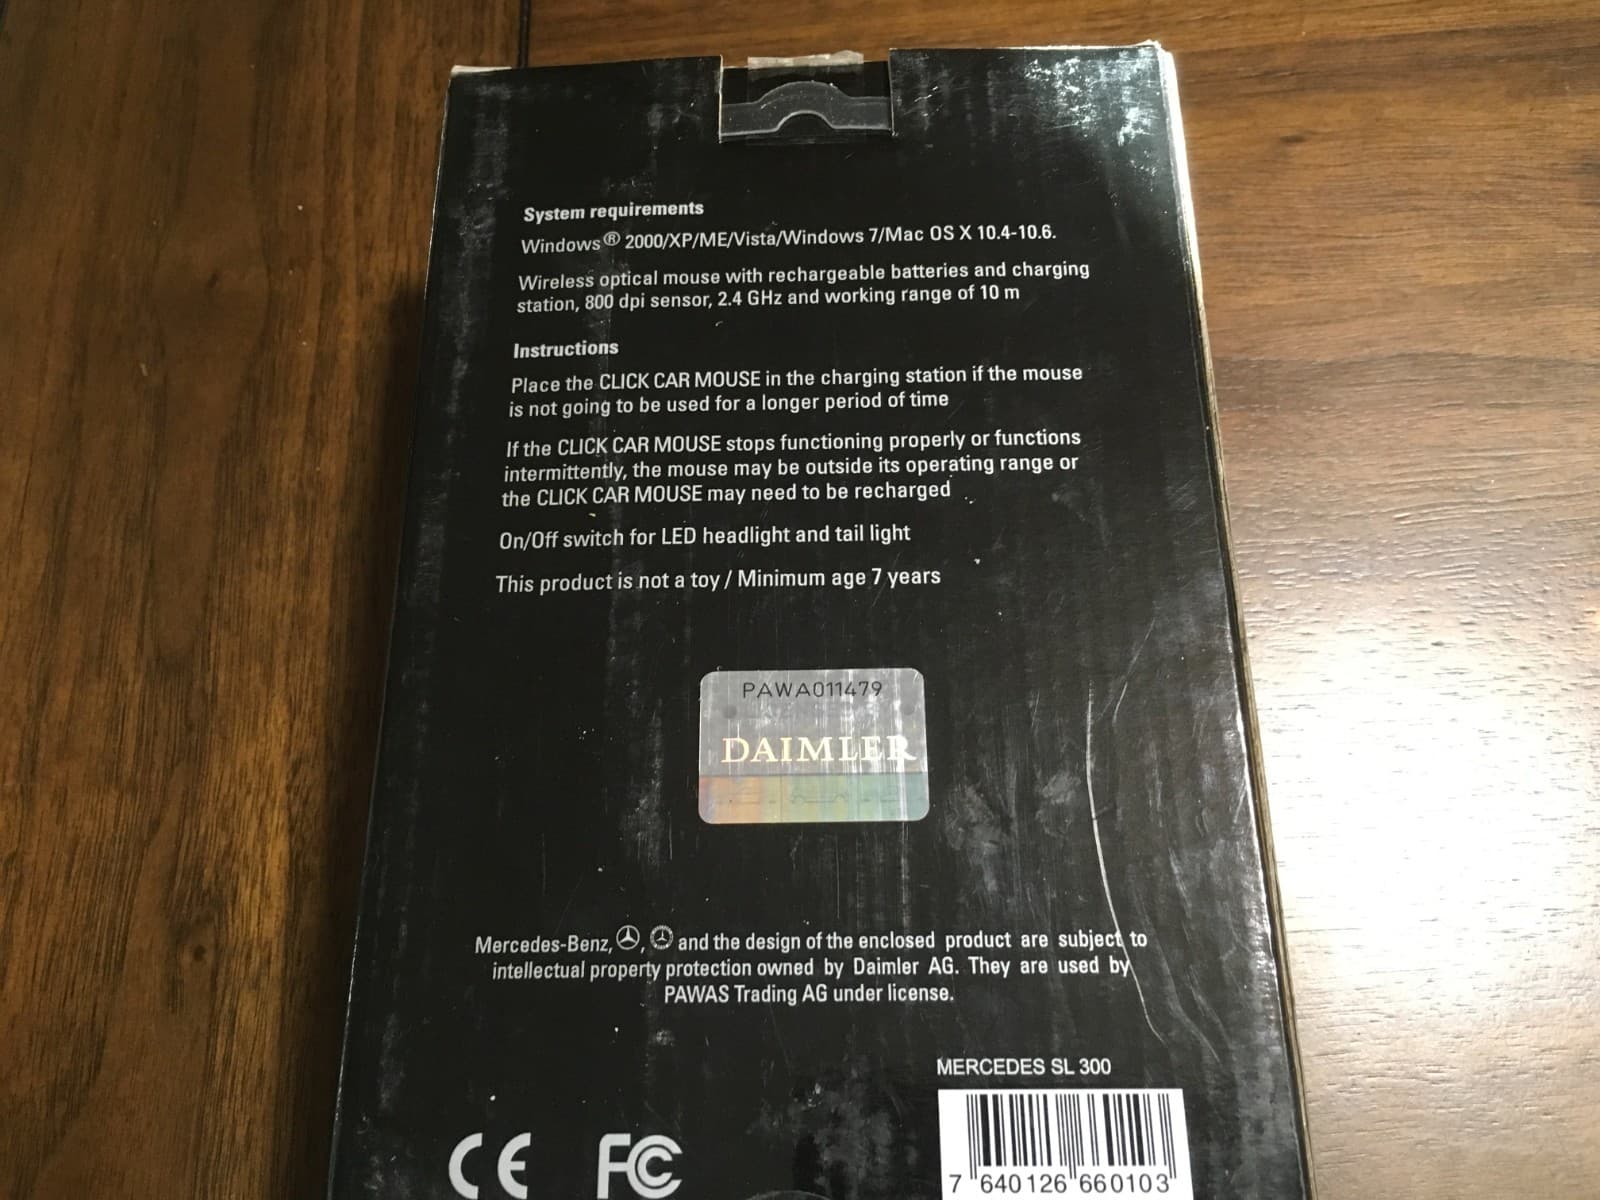 System requirements
Windows® 2000/XP/ME/Vista/Windows 7/Mac OS X 10.4-10.6.
Wireless optical mouse with rechargeable batteries and charging
station, 800 dpi sensor, 2.4 GHz and working range of 10 m
Instructions
Place the CLICK CAR MOUSE in the charging station if the mouse
is not going to be used for a longer period of time
If the CLICK CAR MOUSE stops functioning properly or functions
intermittently, the mouse may be outside its operating range or
the CLICK CAR MOUSE may need to be recharged
On/Off switch for LED headlight and tail light
This product is not a toy / Minimum age 7 years
PAWA011479
DAIMLER
Mercedes-Benz, , and the design of the enclosed product are subject to
intellectual property protection owned by Daimler AG. They are used by
PAWAS Trading AG under license.
MERCEDES SL 300
CE FC
7 640126 660103